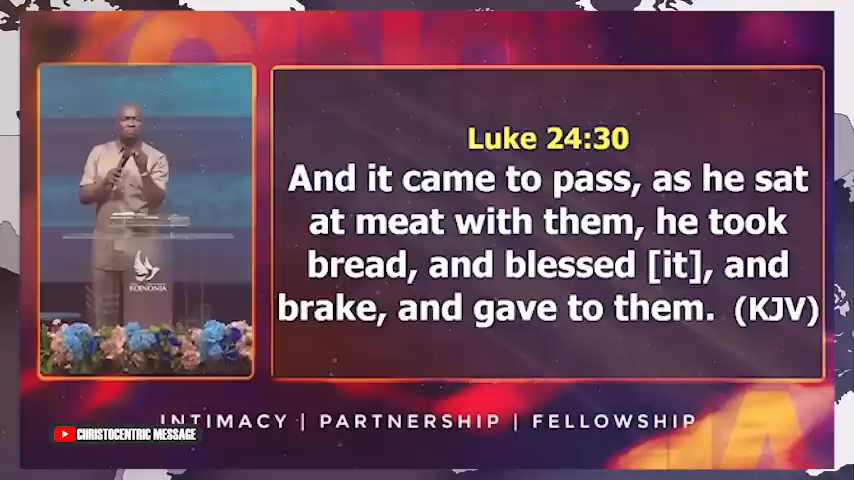 Luke 24:30
And it came to pass, as he sat
at meat with them, he took
bread, and blessed [it], and
brake, and gave to them. (KJV)
KOINONIA
INTIMACY | PARTNERSHIP | FELLOWSHIP
CHRISTOCENTRIC MESSAGE